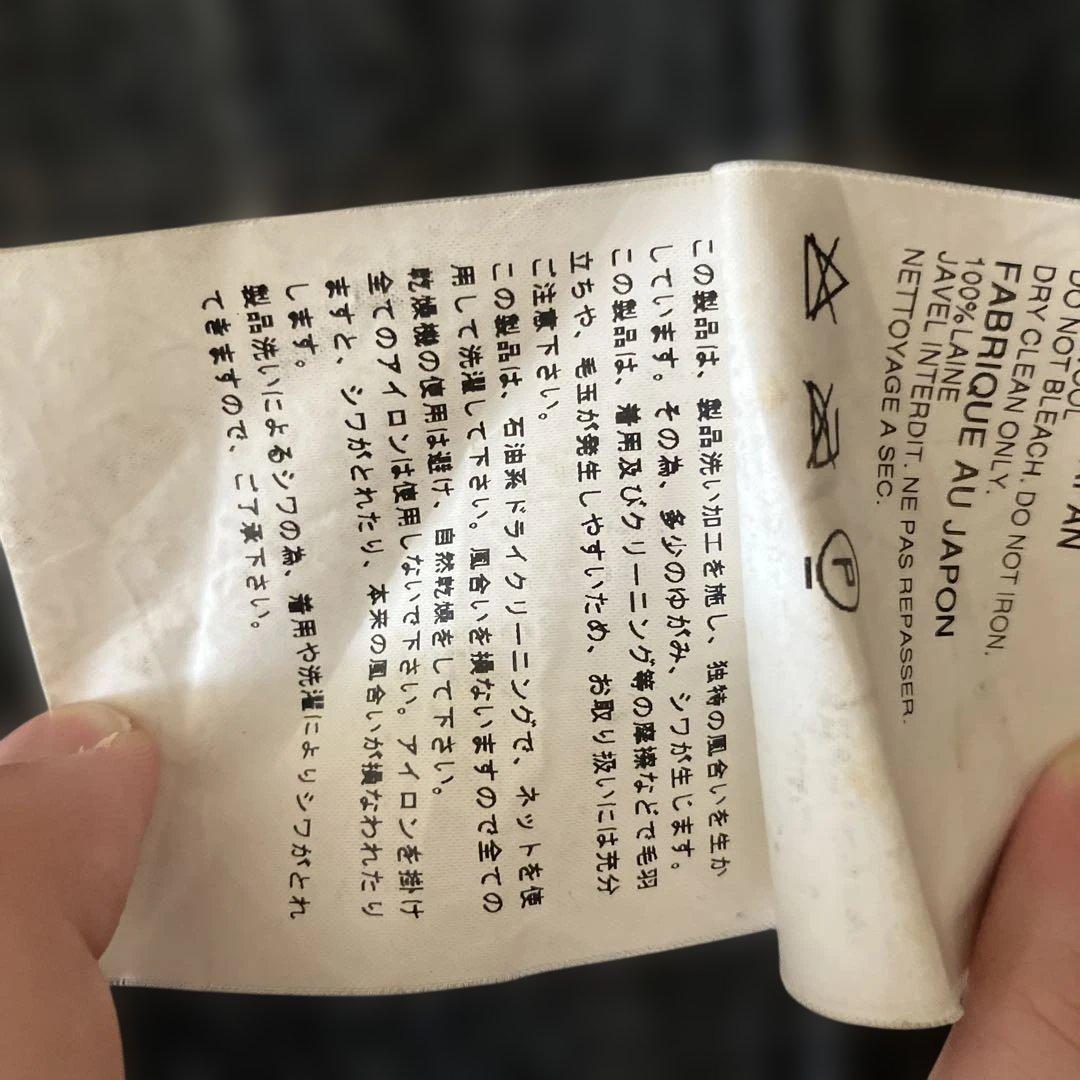 DO NOT BLEACH. DO NOT IRON.
DRY CLEAN ONLY.
FABRIQUE AU JAPON
100%LAINE
JAVEL INTERDIT. NE PAS REPASSER.
NETTOYAGE A SEC.
P
この製品は、製品洗い加工を施し、独特の風合いを生か
しています。その為、多少のゆがみ、シワが生じます。
この製品は、着用及びクリーニング等の摩擦などで毛羽
立ちや、毛玉が発生しやすいため、お取り扱いには充分
ご注意下さい。
この製品は、石油系ドライクリーニングで、ネットを使
用して洗濯して下さい。風合いを損ないますので全ての
乾燥機の使用は避け、自然乾燥をして下さい。
全てのアイロンは使用しないで下さい。アイロンを掛け
ますと、シワがとれたり、本来の風合いが損なわれたり
します。
製品洗いによるシワの為、着用や洗濯によりシワがとれ
てきますので、ご了承下さい。